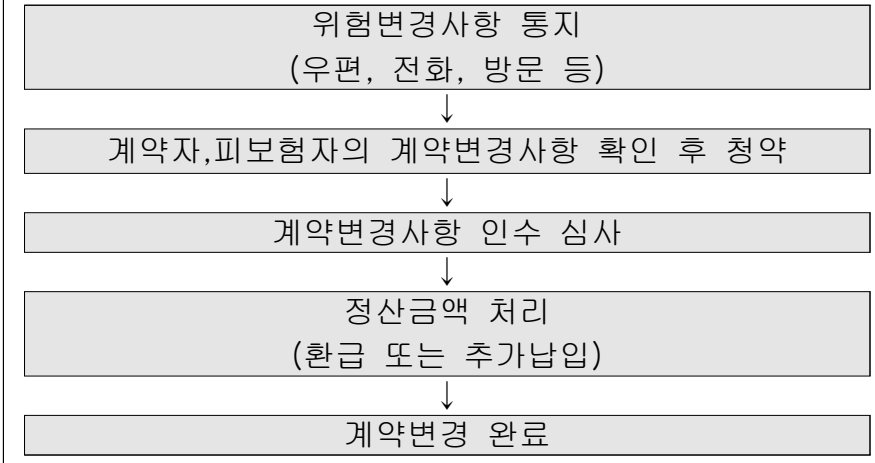 위험변경사항 통지
(우편, 전화, 방문 등)
↓
계약자,피보험자의 계약변경사항 확인 후 청약
↓
계약변경사항 인수 심사
↓
정산금액 처리
(환급 또는 추가납입)
↓
계약변경 완료